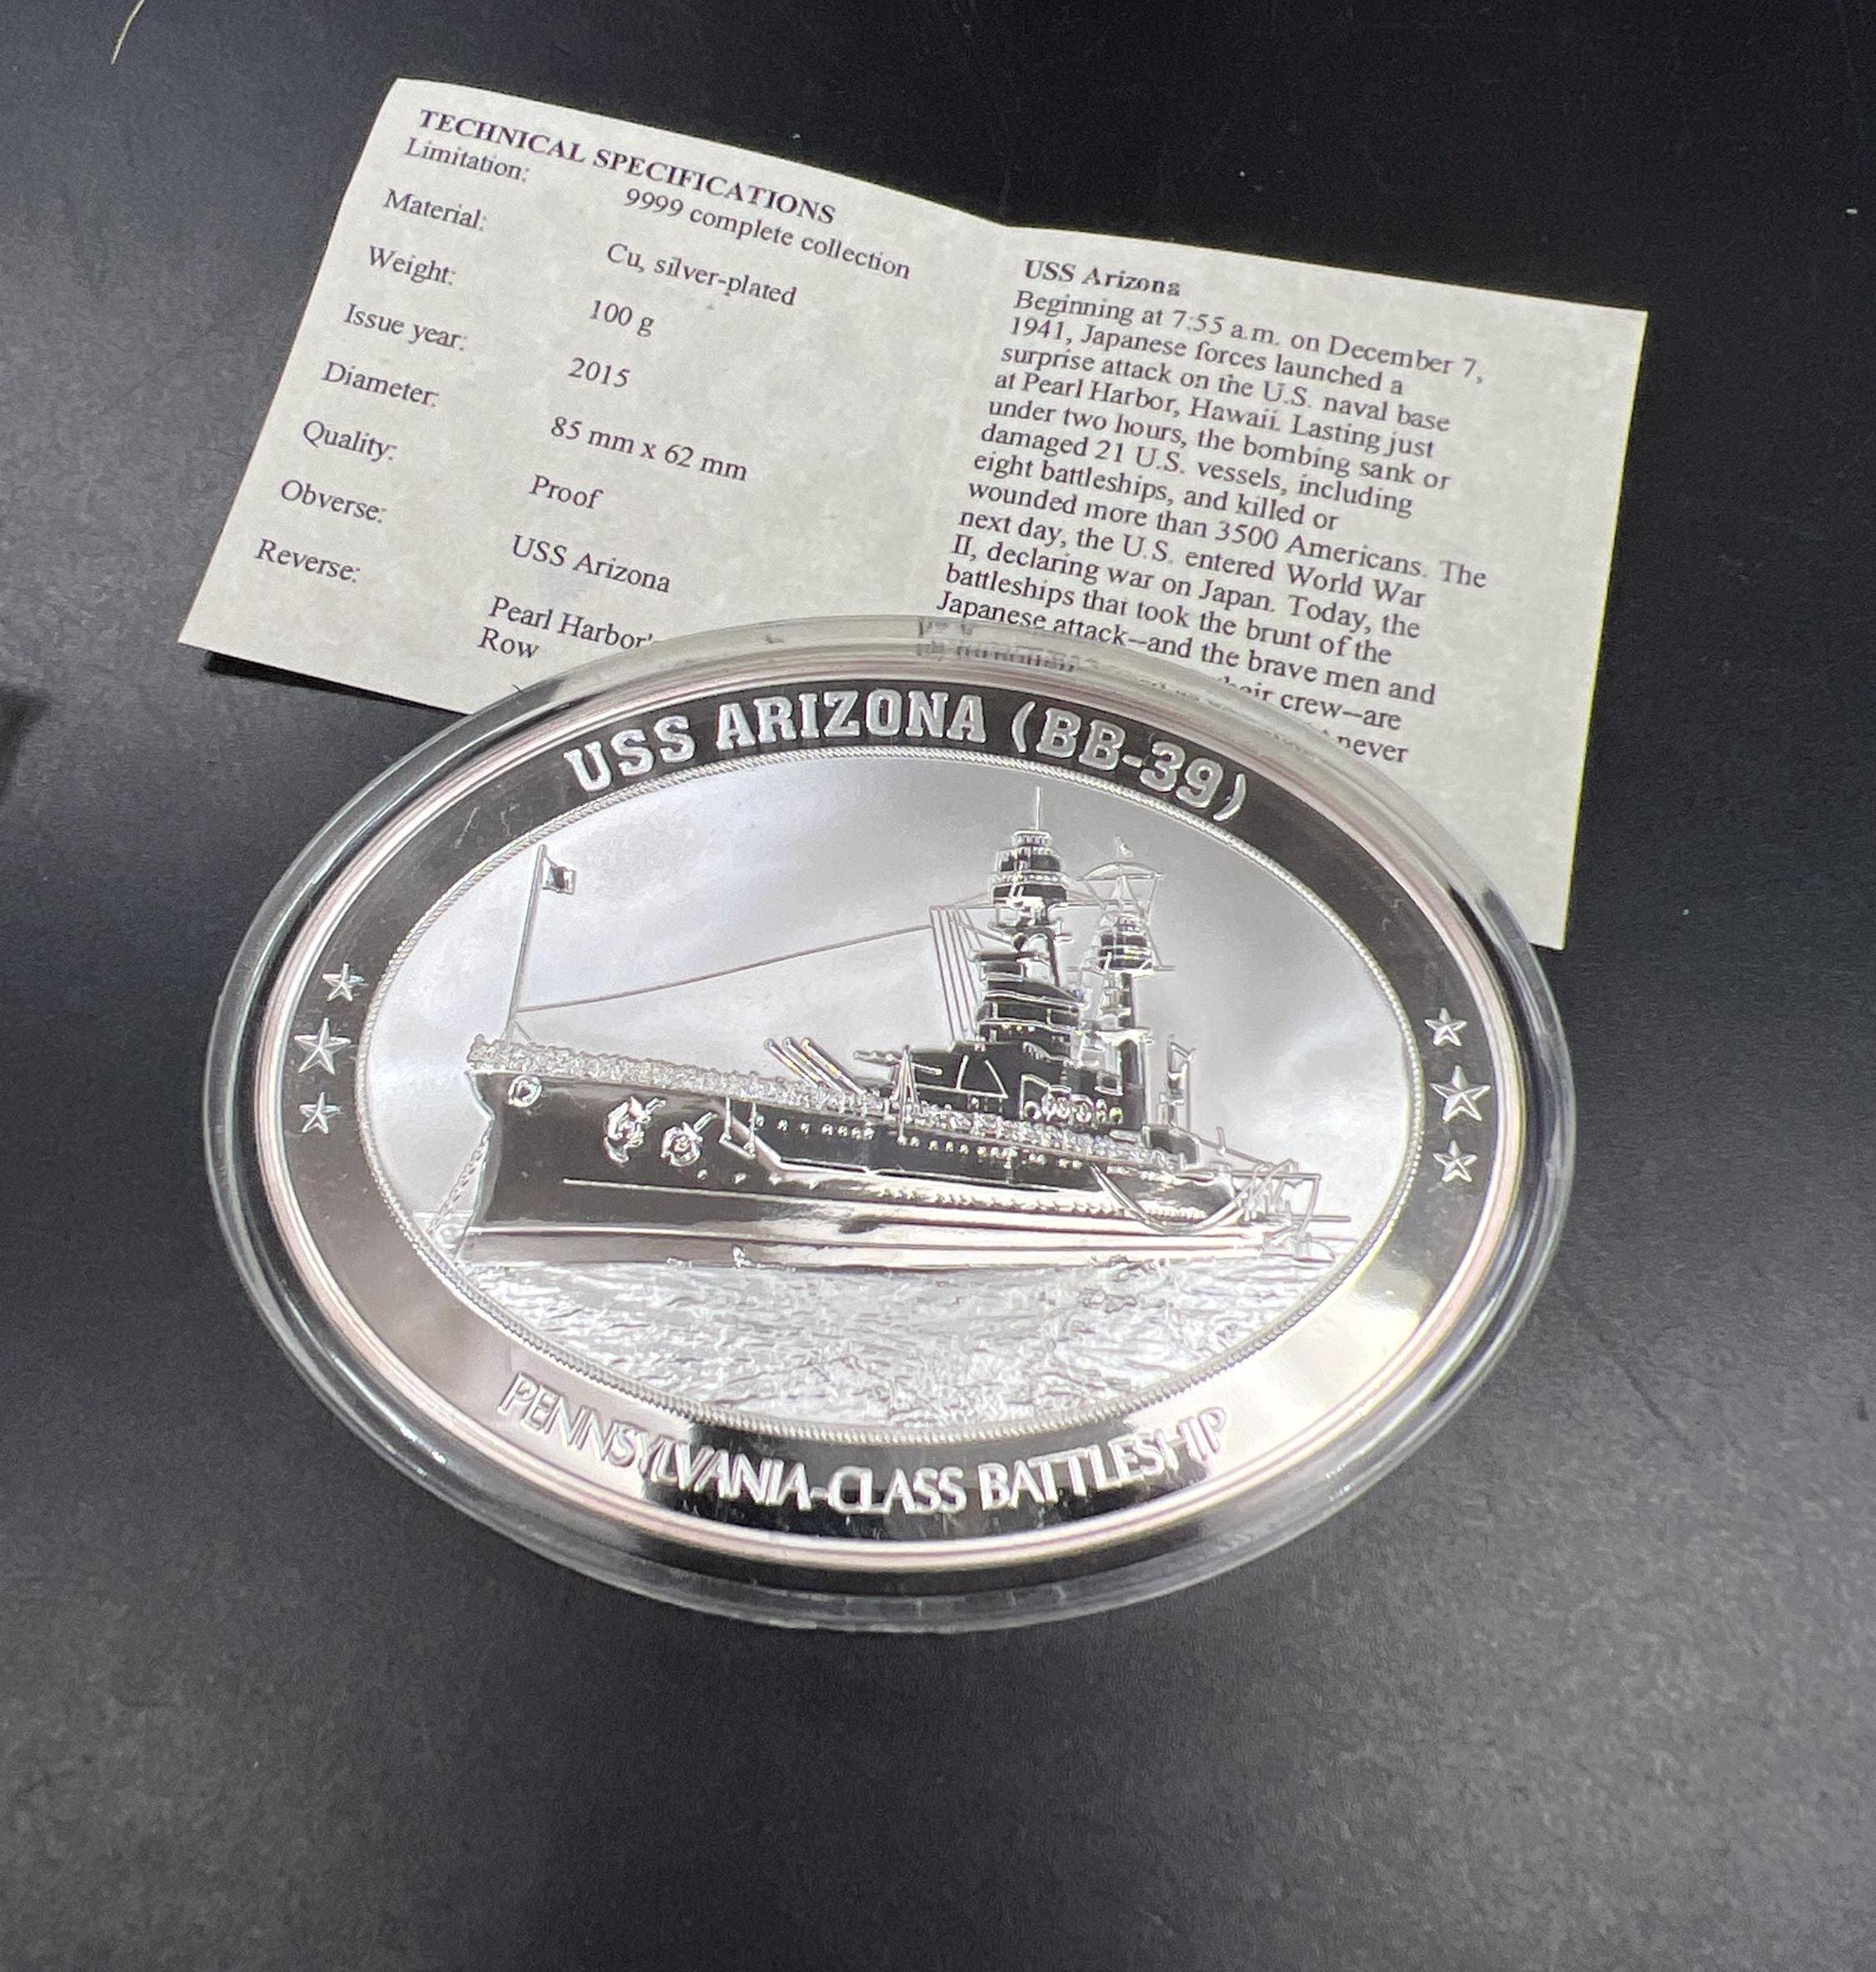 TECHNICAL SPECIFICATIONS
Limitation: 9999 complete collection
Material: Cu, silver-plated
Weight: 100 g
Issue year: 2015
Diameter: 85 mm x 62 mm
Quality: Proof
Obverse: USS Arizona
Reverse: Pearl Harbor's
Row
USS Arizona
Beginning at 7:55 a.m. on December 7,
1941, Japanese forces launched a
surprise attack on the U.S. naval base
at Pearl Harbor, Hawaii. Lasting just
under two hours, the bombing sank or
damaged 21 U.S. vessels, including
eight battleships, and killed or
wounded more than 3500 Americans. The
next day, the U.S. entered World War
II, declaring war on Japan. Today, the
battleships that took the brunt of the
Japanese attack—and the brave men and
their crew—are
never
USS ARIZONA (BB-39)
PENNSYLVANIA-CLASS BATTLESHIP